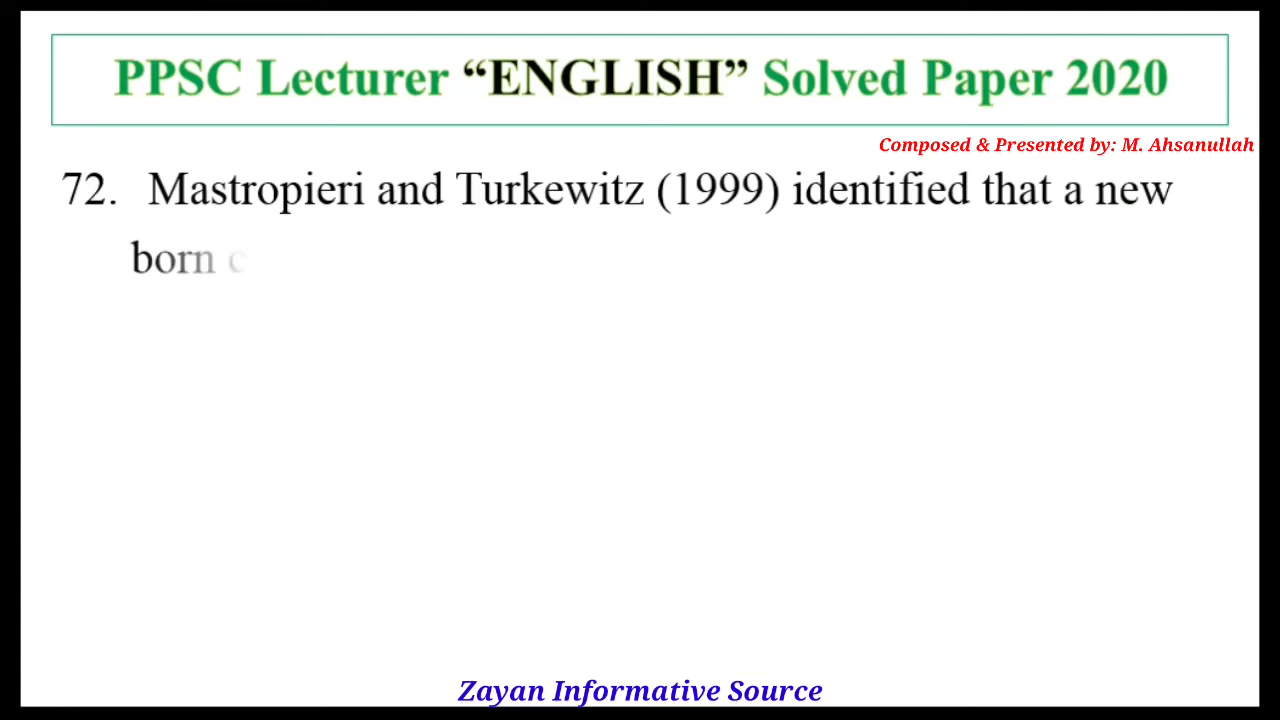 PPSC Lecturer “ENGLISH” Solved Paper 2020
Composed & Presented by: M. Ahsanullah
72. Mastropieri and Turkewitz (1999) identified that a new
born c
Zayan Informative Source